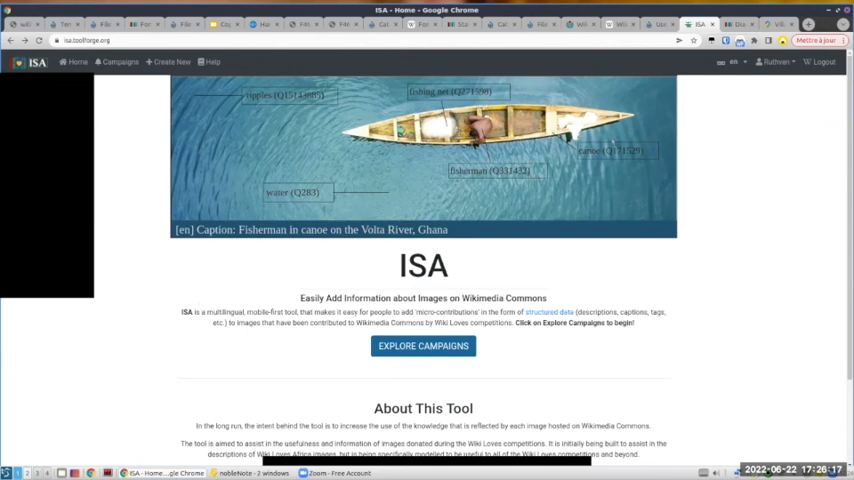 ISA - Home - Google Chrome
isa.toolforge.org
Mettre à jour
ISA Home Campaigns Create New Help en Ruthven Logout
ripples (Q15143885)
fishing net (Q271598)
canoe (Q171529)
fisherman (Q331432)
water (Q283)
[en] Caption: Fisherman in canoe on the Volta River, Ghana
ISA
Easily Add Information about Images on Wikimedia Commons
ISA is a multilingual, mobile-first tool, that makes it easy for people to add 'micro-contributions' in the form of structured data (descriptions, captions, tags,
etc.) to images that have been contributed to Wikimedia Commons by Wiki Loves competitions. Click on Explore Campaigns to begin!
EXPLORE CAMPAIGNS
About This Tool
In the long run, the intent behind the tool is to increase the use of the knowledge that is reflected by each image hosted on Wikimedia Commons.
The tool is aimed to assist in the usefulness and information of images donated during the Wiki Loves competitions. It is initially being built to assist in the
descriptions of Wiki Loves Africa images, but is being specifically modelled to be useful to all of the Wiki Loves competitions and beyond.
1 2 3 4 ISA - Home...gle Chrome nobleNote - 2 windows Zoom - Free Account
2022-06-22 17:26:17